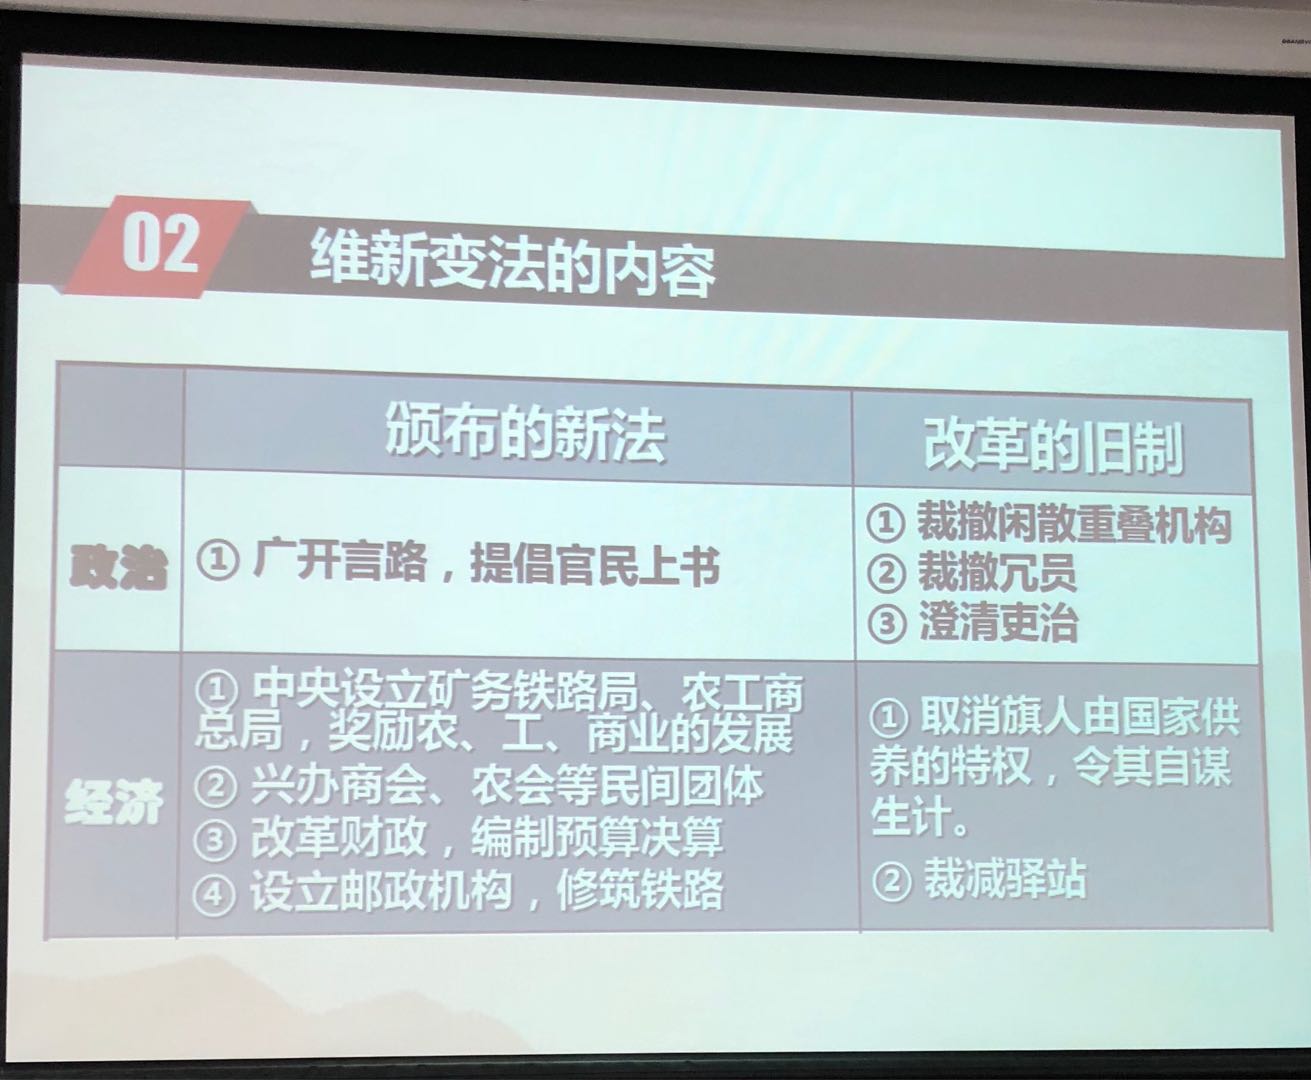 02
维新变法的内容
颁布的新法
改革的旧制
政治
① 广开言路，提倡官民上书
① 裁撤闲散重叠机构
② 裁撤冗员
③ 澄清吏治
经济
① 中央设立矿务铁路局、农工商
总局，奖励农、工、商业的发展
② 兴办商会、农会等民间团体
③ 改革财政，编制预算决算
④ 设立邮政机构，修筑铁路
① 取消旗人由国家供
养的特权，令其自谋
生计。
② 裁减驿站